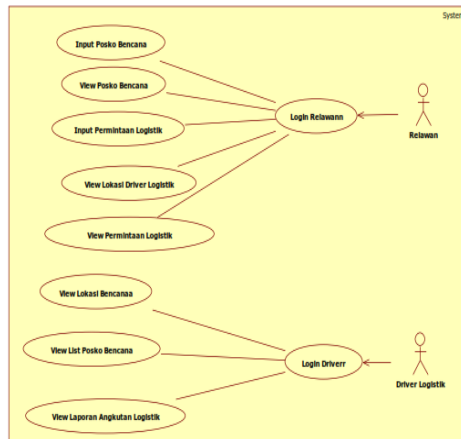 System
Input Posko Bencana
View Posko Bencana
Input Permintaan Logistik
Login Relawann
Relawan
View Lokasi Driver Logistik
View Permintaan Logistik
View Lokasi Bencanaa
View List Posko Bencana
Login Driverr
Driver Logistik
View Laporan Angkutan Logistik